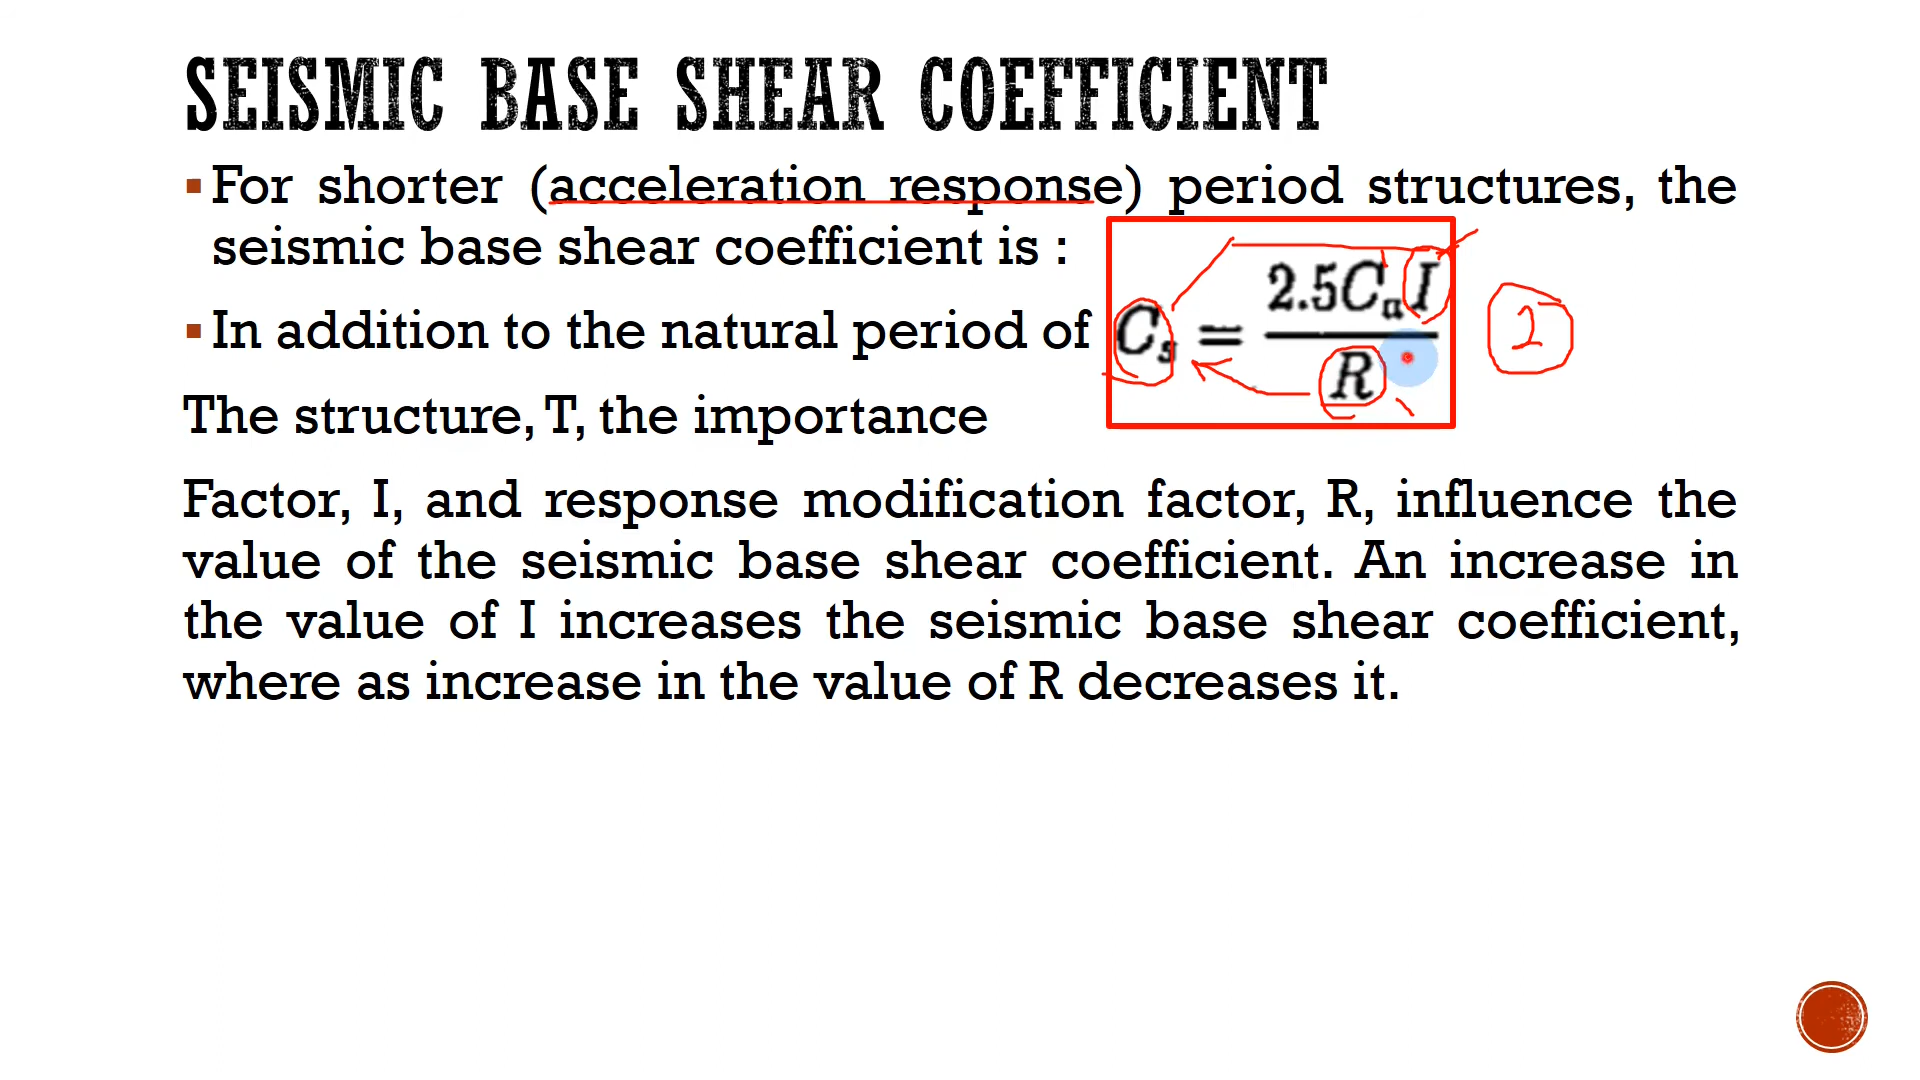 SEISMIC BASE SHEAR COEFFICIENT
▪For shorter (acceleration response) period structures, the
seismic base shear coefficient is :
C_s = 2.5C_a I / R
2
▪In addition to the natural period of
The structure, T, the importance
Factor, I, and response modification factor, R, influence the
value of the seismic base shear coefficient. An increase in
the value of I increases the seismic base shear coefficient,
where as increase in the value of R decreases it.